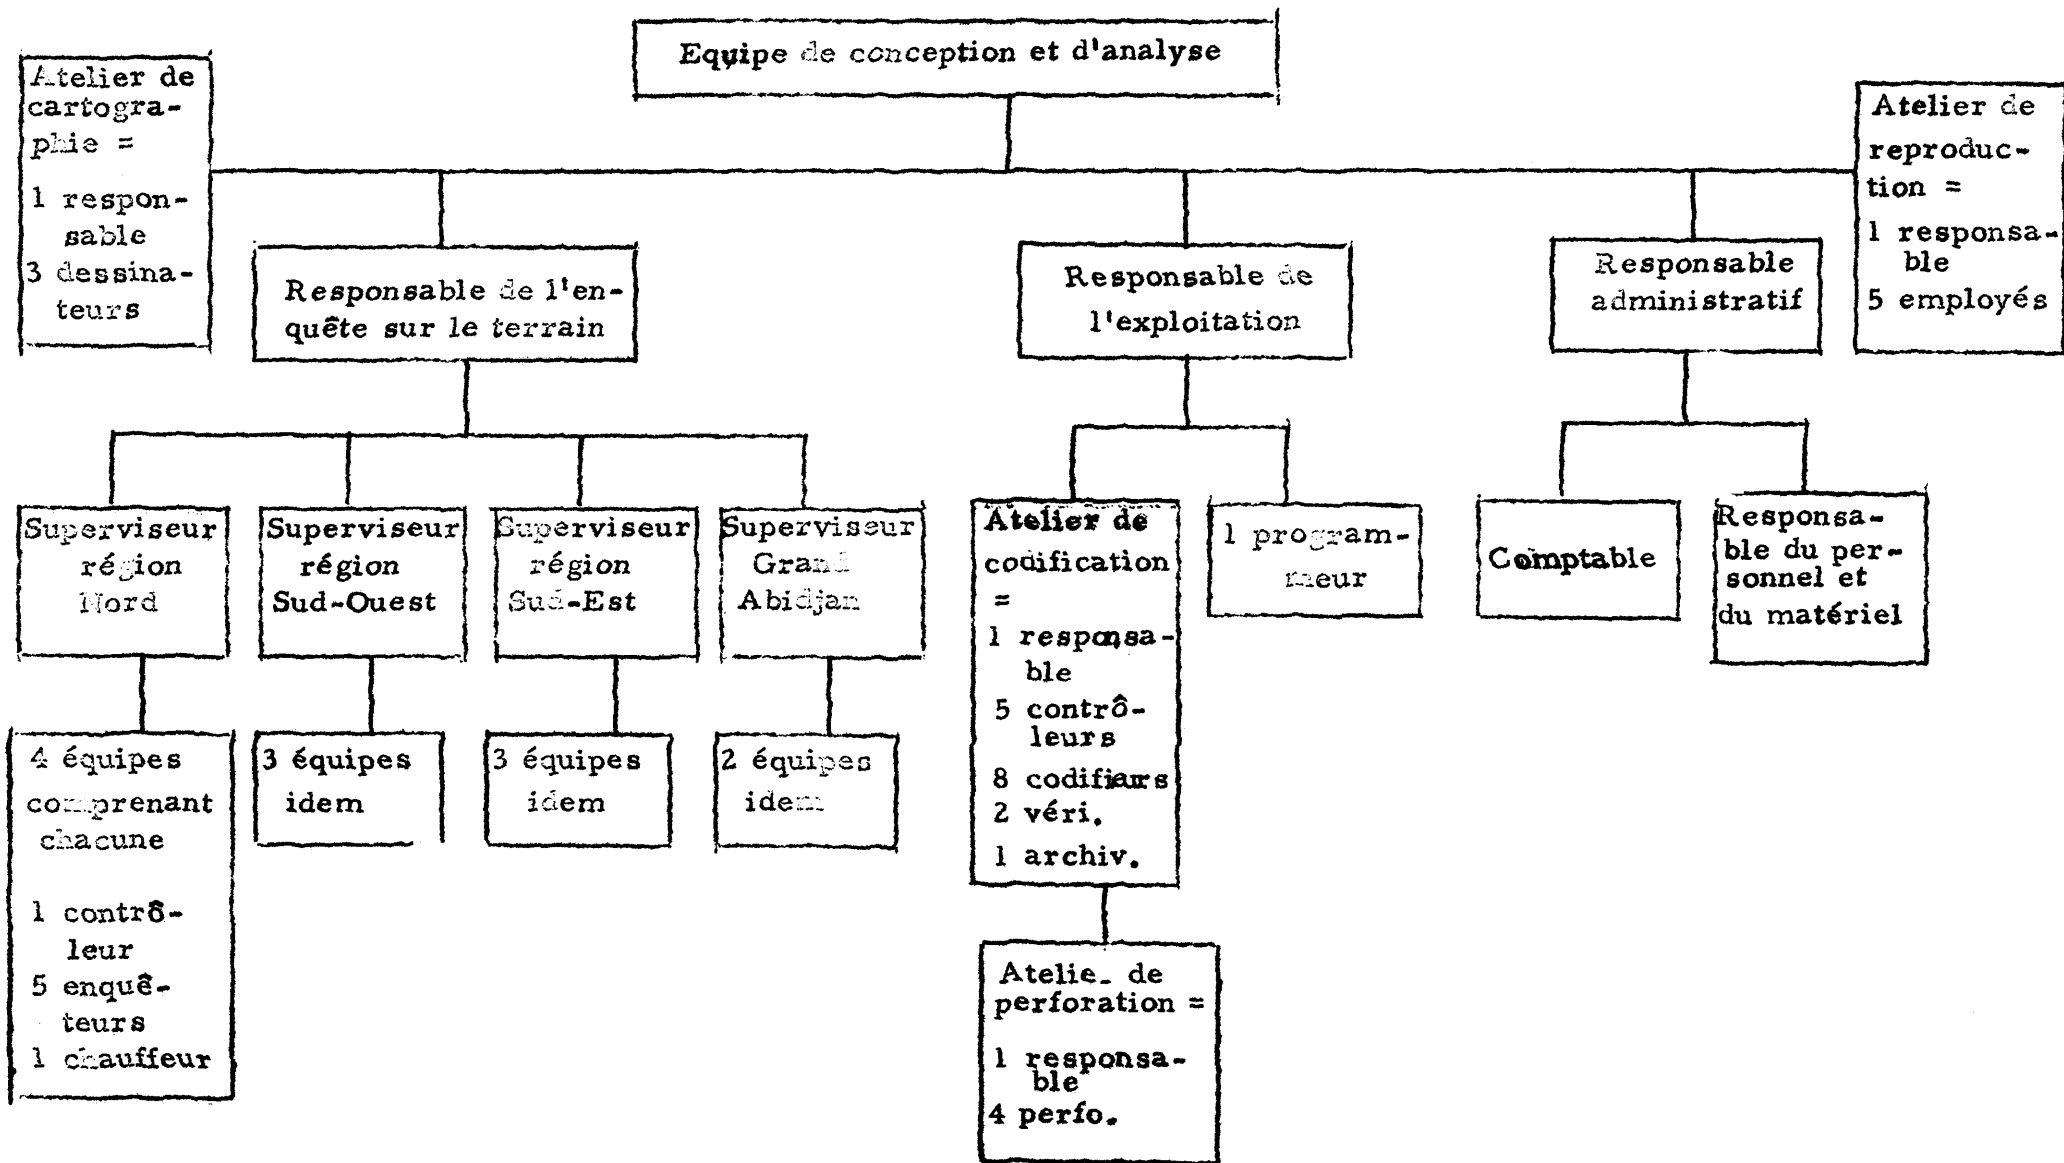 Equipe de conception et d'analyse
Atelier de
cartogra-
phie =
1 respon-
sable
3 dessina-
teurs
Atelier de
reproduc-
tion =
1 responsa-
ble
5 employés
Responsable de l'en-
quête sur le terrain
Responsable de
l'exploitation
Responsable
administratif
Superviseur
région
Nord
Superviseur
région
Sud-Ouest
Superviseur
région
Sud-Est
Superviseur
Grand
Abidjan
Atelier de
codification
=
1 responsa-
ble
5 contrô-
leurs
8 codifieurs
2 véri.
1 archiv.
1 program-
meur
Comptable
Responsa-
ble du per-
sonnel et
du matériel
4 équipes
comprenant
chacune
1 contrô-
leur
5 enquê-
teurs
1 chauffeur
3 équipes
idem
3 équipes
idem
2 équipes
idem
Atelie. de
perforation =
1 responsa-
ble
4 perfo.